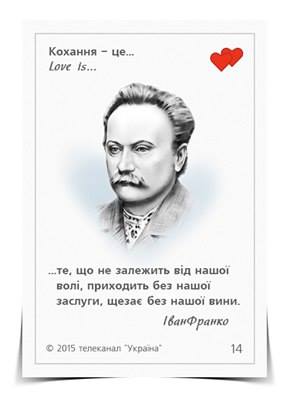 Кохання – це...
Love Is...
...те, що не залежить від нашої
волі, приходить без нашої
заслуги, щезає без нашої вини.
ІванФранко
© 2015 телеканал "Україна"
14